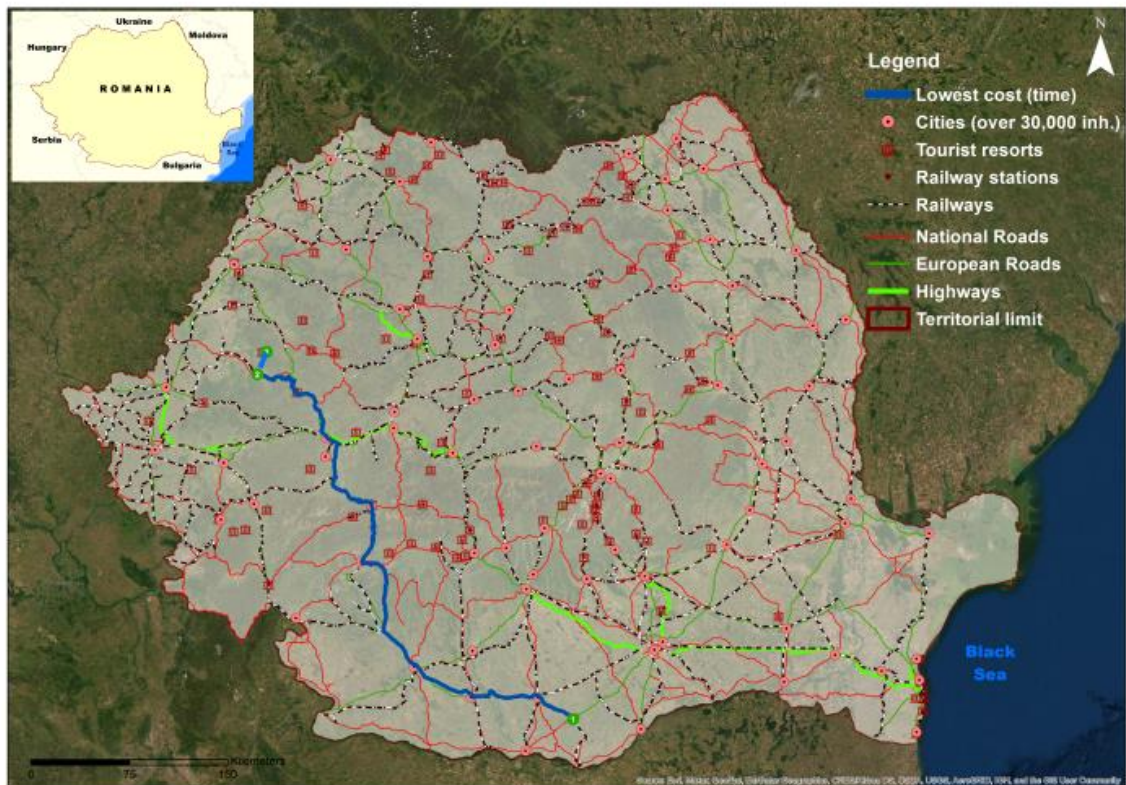 Ukraine
Moldova
Hungary
ROMANIA
Serbia
Black
Sea
Bulgaria
N
Legend
Lowest cost (time)
Cities (over 30,000 inh.)
Tourist resorts
Railway stations
Railways
National Roads
European Roads
Highways
Territorial limit
Black
Sea
1
Kilometers
0 75 150